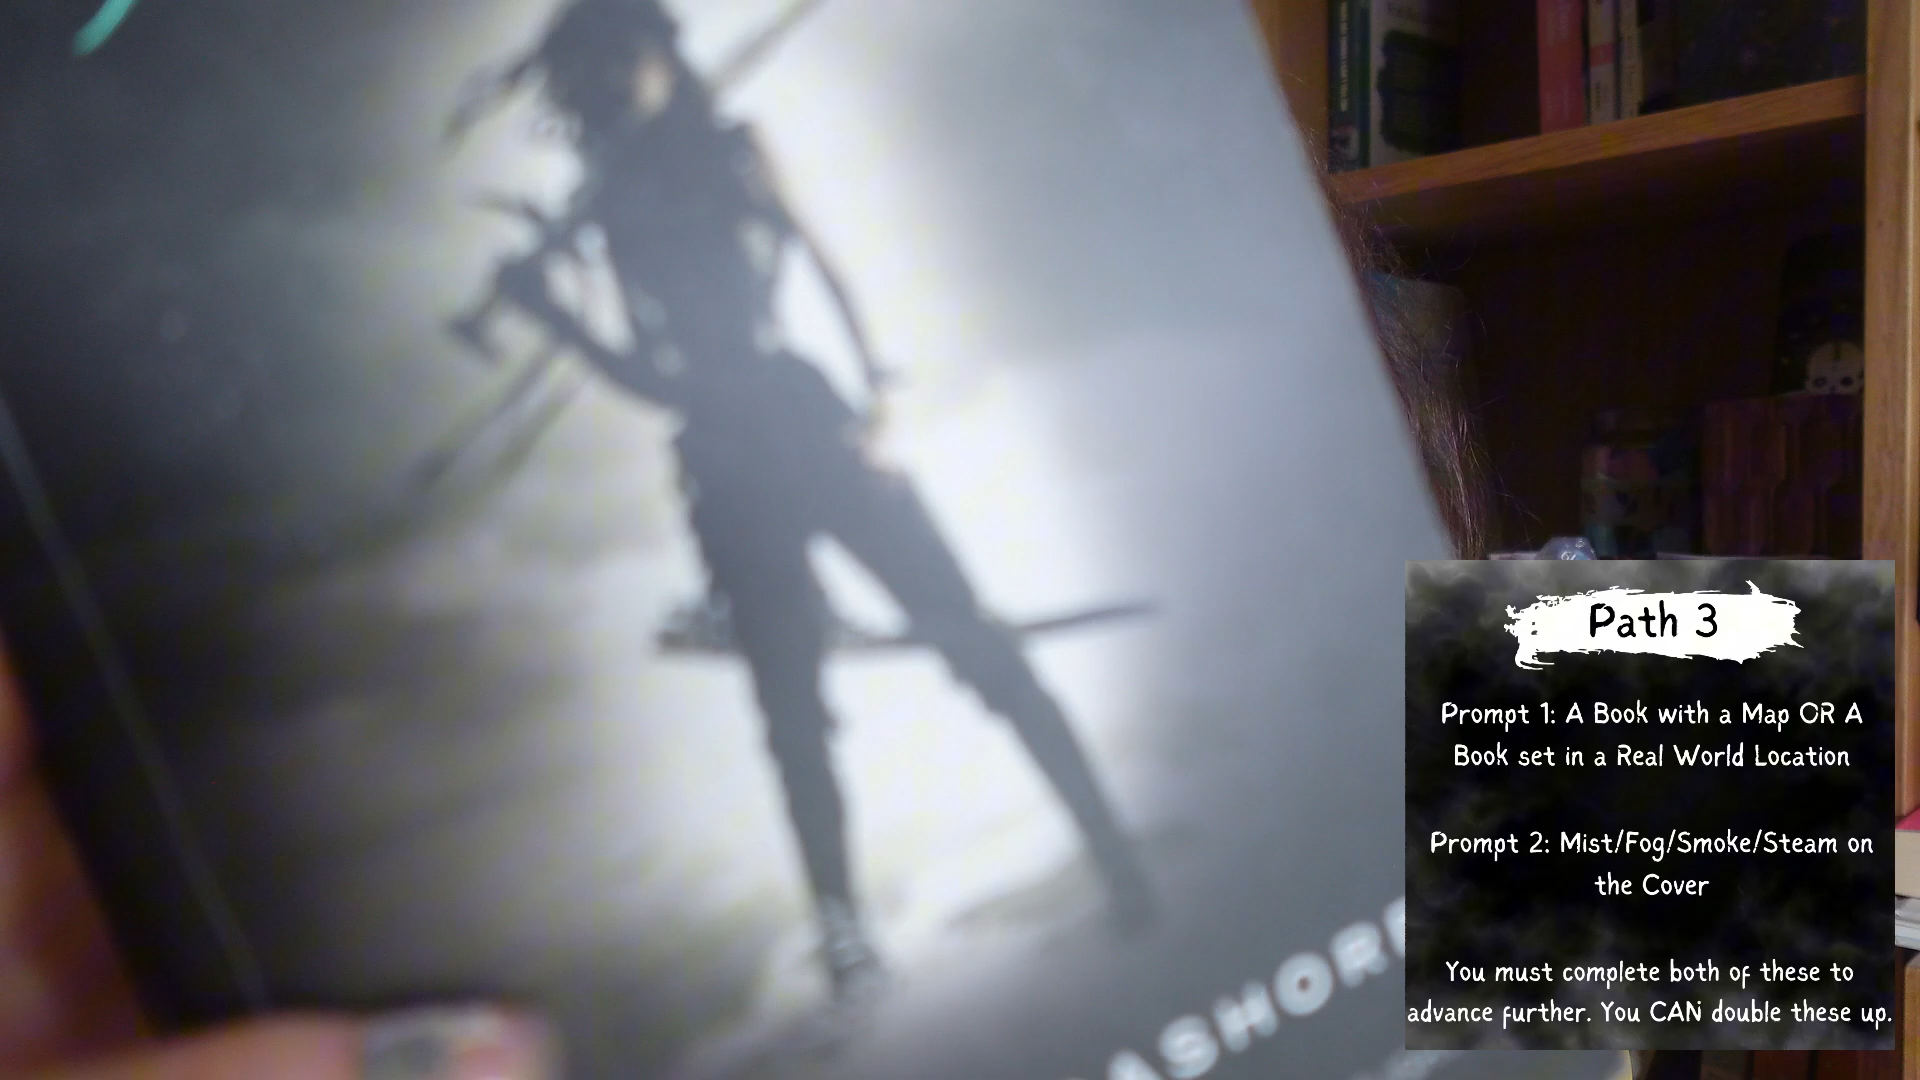 Path 3
Prompt 1: A Book with a Map OR A
Book set in a Real World Location
Prompt 2: Mist/Fog/Smoke/Steam on
the Cover
You must complete both of these to
advance further. You CAN double these up.